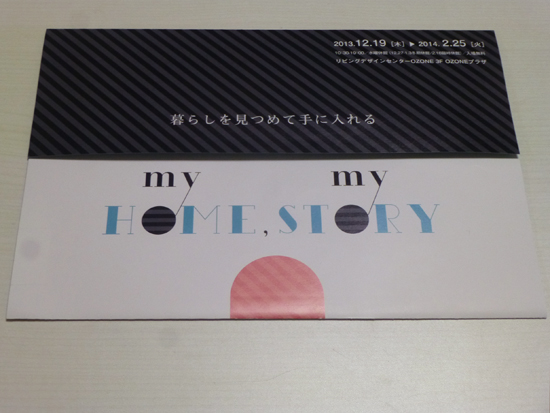 2013.12.19 [木] ▶ 2014.2.25 [火]
リビングデザインセンターOZONE 3F OZONEプラザ
暮らしを見つめて手に入れる
my my
HOME, STORY